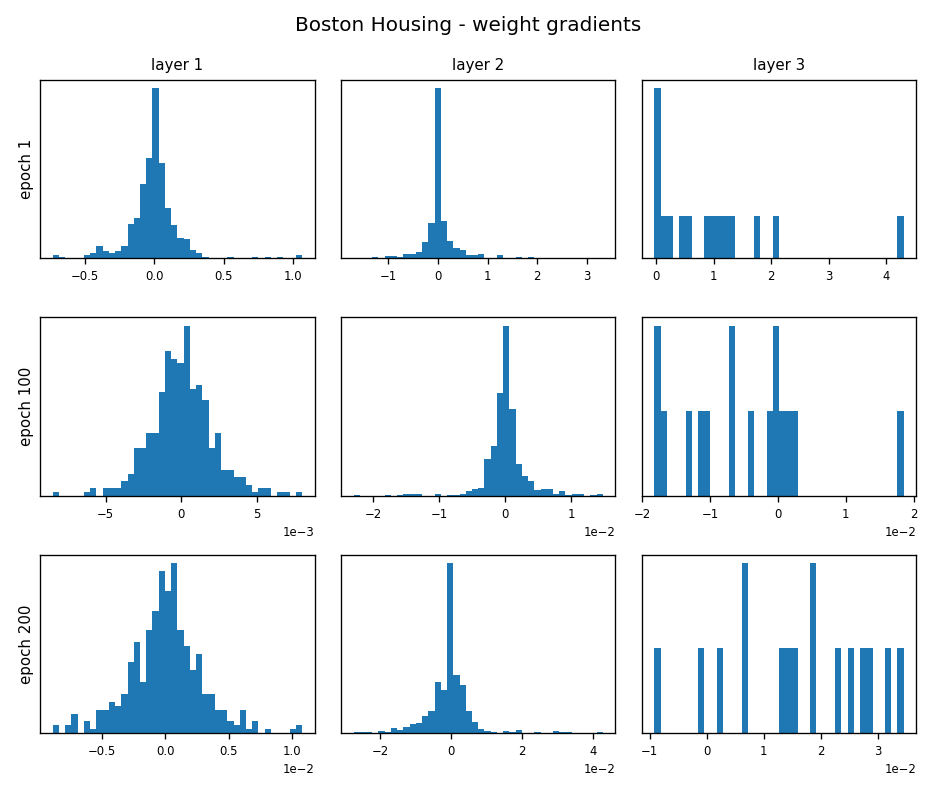 Boston Housing - weight gradients
layer 1 layer 2 layer 3
epoch 1
−0.5 0.0 0.5 1.0 −1 0 1 2 3 0 1 2 3 4
epoch 100
−5 0 5 −2 −1 0 1 −2 −1 0 1 2
1e−3 1e−2 1e−2
epoch 200
−0.5 0.0 0.5 1.0 −2 0 2 4 −1 0 1 2 3
1e−2 1e−2 1e−2